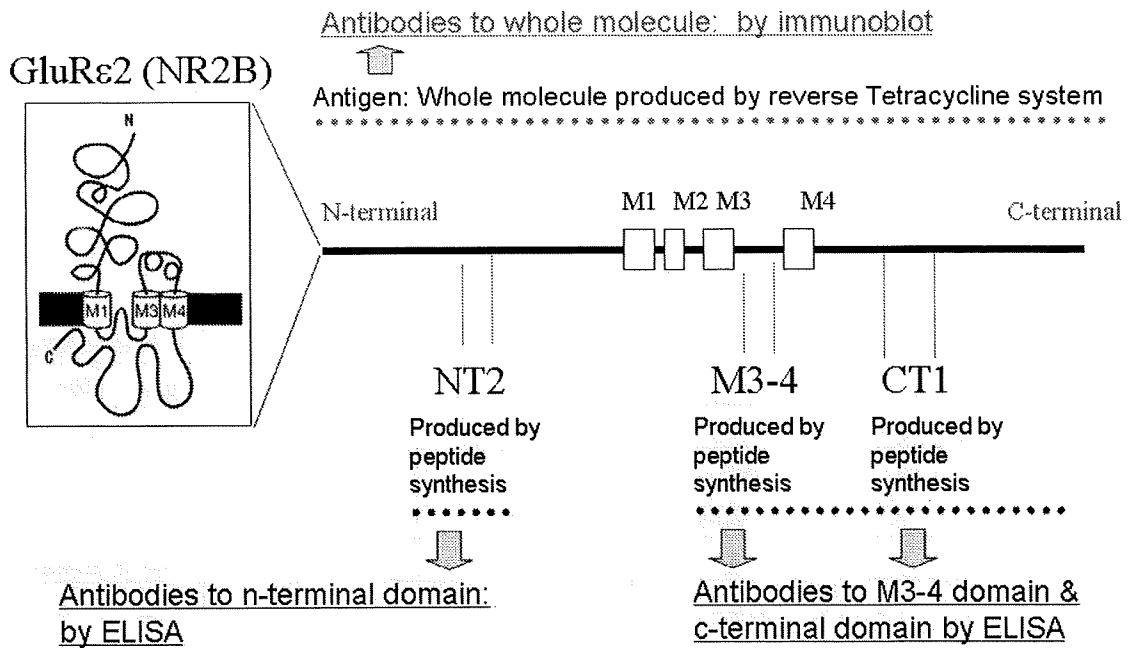 Antibodies to whole molecule: by immunoblot
GluRε2 (NR2B)
Antigen: Whole molecule produced by reverse Tetracycline system
N
M1
M3
M4
C
N-terminal
M1
M2
M3
M4
C-terminal
NT2
M3-4
CT1
Produced by
peptide
synthesis
Produced by
peptide
synthesis
Produced by
peptide
synthesis
Antibodies to n-terminal domain:
by ELISA
Antibodies to M3-4 domain &
c-terminal domain by ELISA